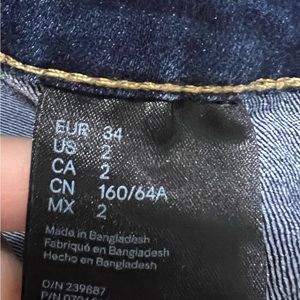 EUR 34
US 2
CA 2
CN 160/64A
MX 2
Made in Bangladesh
Fabriqué en Bangladesh
Hecho en Bangladesh
O/N 239887
P/N